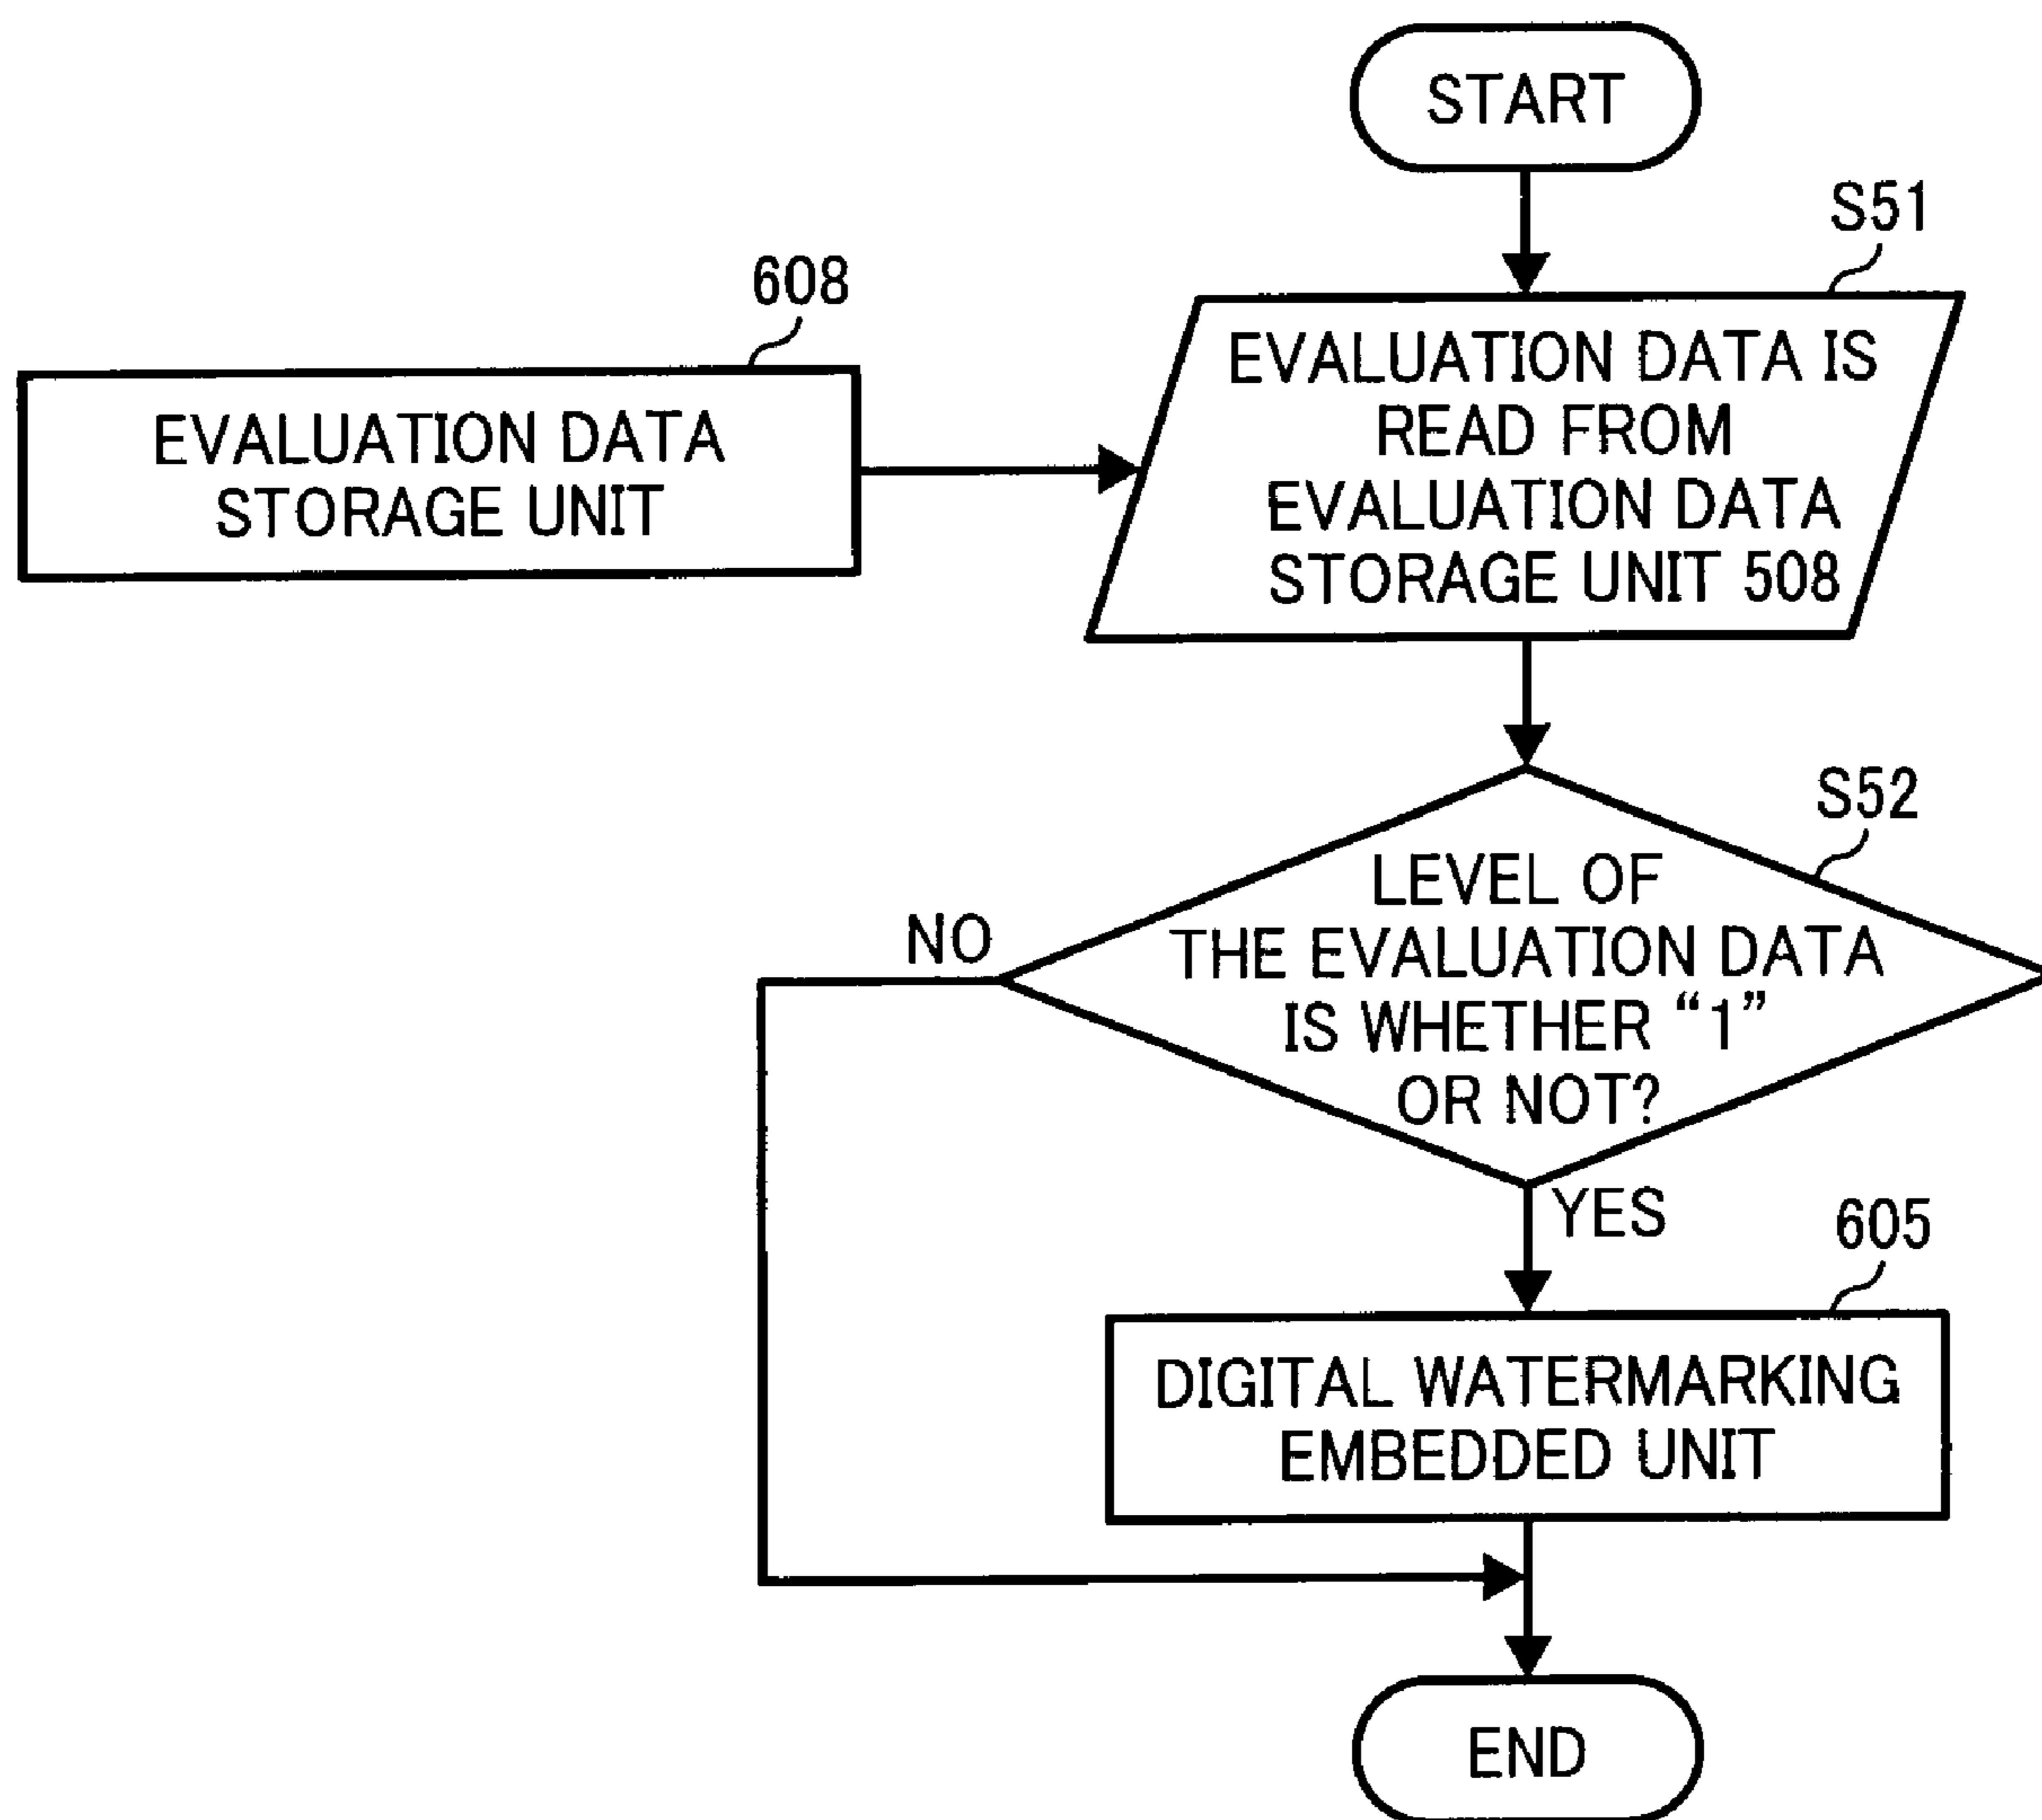 START
S51
608
EVALUATION DATA IS
READ FROM
EVALUATION DATA
STORAGE UNIT 508
EVALUATION DATA
STORAGE UNIT
S52
LEVEL OF
THE EVALUATION DATA
IS WHETHER “1”
OR NOT?
NO
YES
605
DIGITAL WATERMARKING
EMBEDDED UNIT
END